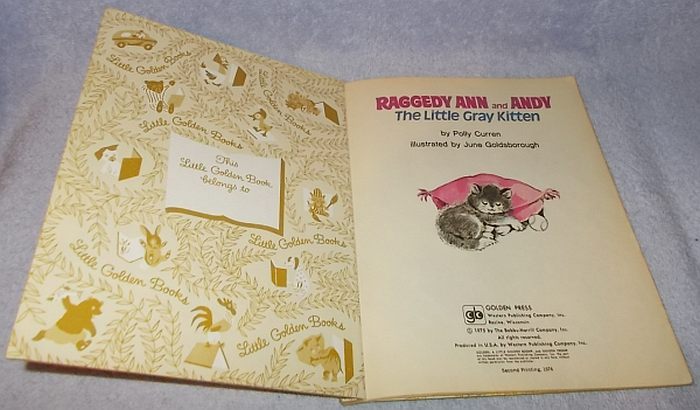 Little Golden Books
Little Golden Books
Little Golden Books
This
Little Golden Book
belongs to
Little Golden Books
Little Golden Books
Little Golden Books
Little Golden Books
RAGGEDY ANN and ANDY
The Little Gray Kitten
by Polly Curren
illustrated by June Goldsborough
GOLDEN PRESS
Western Publishing Company, Inc.
Racine, Wisconsin
© 1975 by The Bobbs-Merrill Company, Inc.
All rights reserved.
Produced in U.S.A. by Western Publishing Company, Inc.
Second Printing, 1976